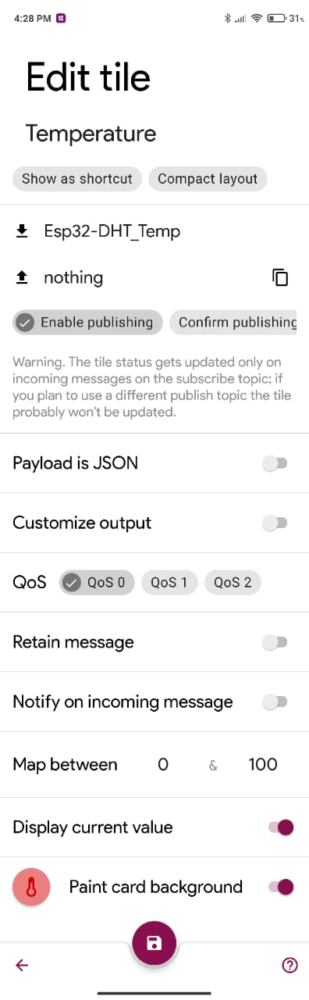 4:28 PM 31%
Edit tile
Temperature
Show as shortcut Compact layout
Esp32-DHT_Temp
nothing
Enable publishing Confirm publishing
Warning. The tile status gets updated only on
incoming messages on the subscribe topic; if
you plan to use a different publish topic the tile
probably won't be updated.
Payload is JSON
Customize output
QoS QoS 0 QoS 1 QoS 2
Retain message
Notify on incoming message
Map between 0 & 100
Display current value
Paint card background